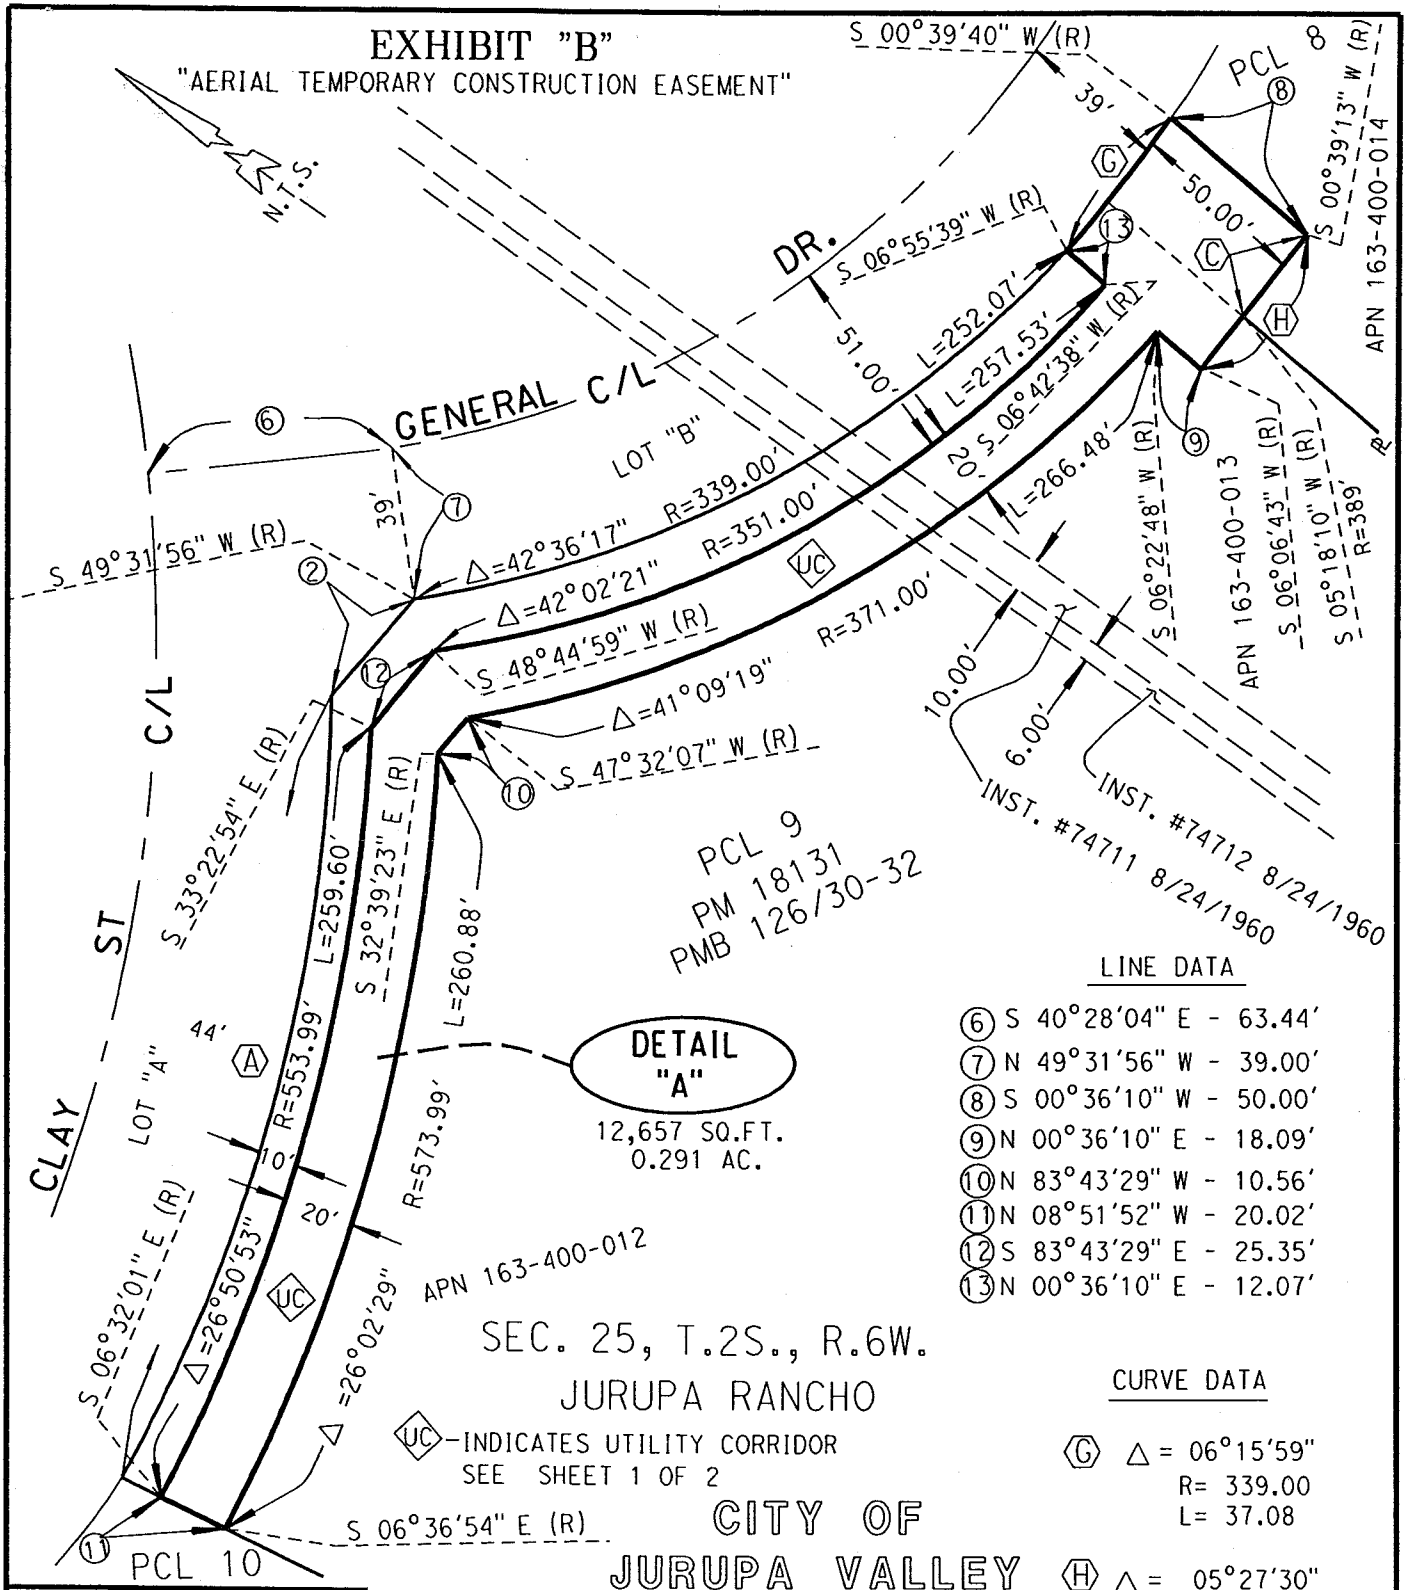 EXHIBIT "B"
"AERIAL TEMPORARY CONSTRUCTION EASEMENT"
N.T.S.
S 00°39'40" W (R)
39'
PCL 8
8
S 00°39'13" W (R)
APN 163-400-014
G
50.00'
C
H
13
S 06°55'39" W (R)
DR.
51.00'
L=252.07'
L=257.53'
S 06°42'38" W (R)
20'
L=266.48'
GENERAL C/L
LOT "B"
6
39'
7
S 49°31'56" W (R)
2
Δ=42°36'17"
R=339.00'
Δ=42°02'21"
R=351.00'
UC
R=371.00'
12
S 48°44'59" W (R)
Δ=41°09'19"
S 47°32'07" W (R)
10
9
S 06°22'48" W (R)
APN 163-400-013
S 06°06'43" W (R)
S 05°18'10" W (R)
R=389'
PL
10.00'
6.00'
INST. #74712 8/24/1960
INST. #74711 8/24/1960
CLAY ST C/L
S 33°22'54" E (R)
S 32°39'23" E (R)
L=259.60'
L=260.88'
R=553.99'
R=573.99'
44'
A
LOT "A"
10'
20'
PCL 9
PM 18131
PMB 126/30-32
DETAIL
"A"
12,657 SQ.FT.
0.291 AC.
S 06°32'01" E (R)
Δ=26°50'53"
UC
Δ=26°02'29"
APN 163-400-012
11
PCL 10
S 06°36'54" E (R)
LINE DATA
6 S 40°28'04" E - 63.44'
7 N 49°31'56" W - 39.00'
8 S 00°36'10" W - 50.00'
9 N 00°36'10" E - 18.09'
10 N 83°43'29" W - 10.56'
11 N 08°51'52" W - 20.02'
12 S 83°43'29" E - 25.35'
13 N 00°36'10" E - 12.07'
SEC. 25, T.2S., R.6W.
JURUPA RANCHO
UC -INDICATES UTILITY CORRIDOR
SEE SHEET 1 OF 2
CITY OF
JURUPA VALLEY
CURVE DATA
G Δ = 06°15'59"
R= 339.00
L= 37.08
H Δ = 05°27'30"